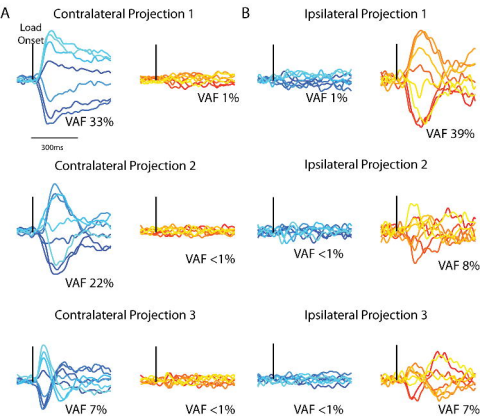 A
Contralateral Projection 1
B
Ipsilateral Projection 1
Load
Onset
VAF 33%
VAF 1%
VAF 1%
VAF 39%
300ms
Contralateral Projection 2
Ipsilateral Projection 2
VAF 22%
VAF <1%
VAF <1%
VAF 8%
Contralateral Projection 3
Ipsilateral Projection 3
VAF 7%
VAF <1%
VAF <1%
VAF 7%